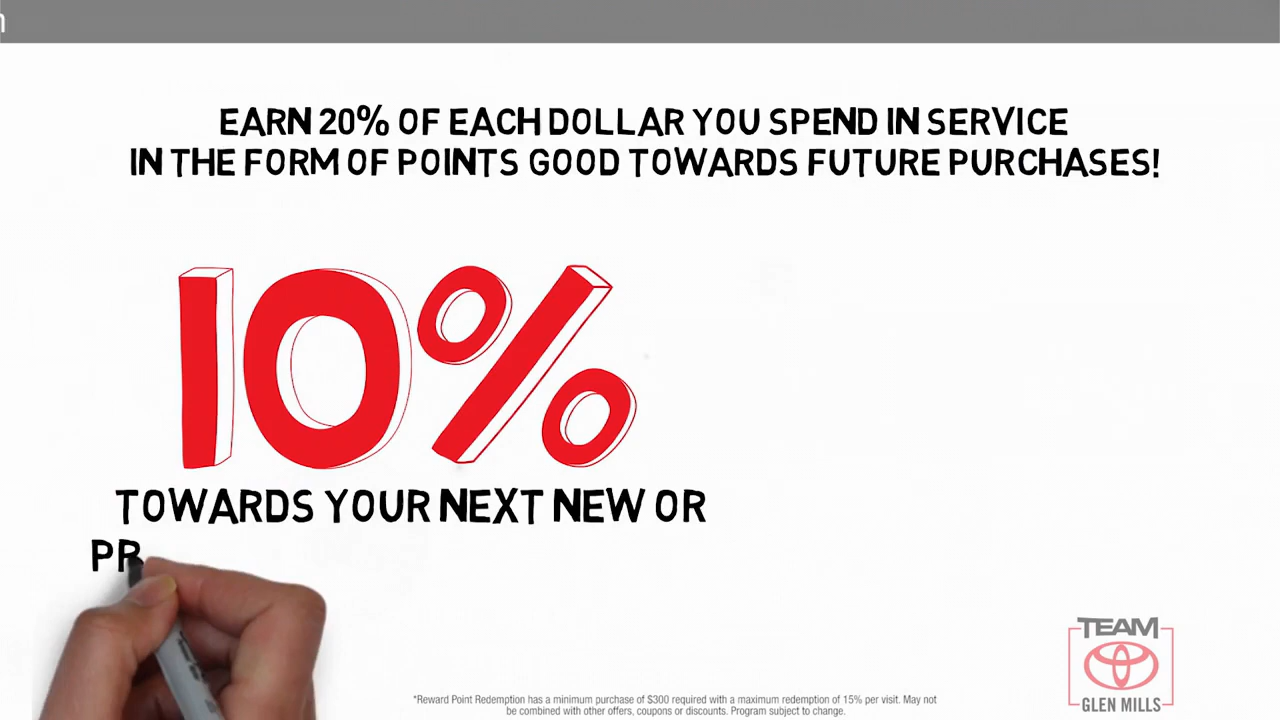 EARN 20% OF EACH DOLLAR YOU SPEND IN SERVICE
IN THE FORM OF POINTS GOOD TOWARDS FUTURE PURCHASES!
10%
TOWARDS YOUR NEXT NEW OR
PR
TEAM
GLEN MILLS
*Reward Point Redemption has a minimum purchase of $300 required with a maximum redemption of 15% per visit. May not
be combined with other offers, coupons or discounts. Program subject to change.